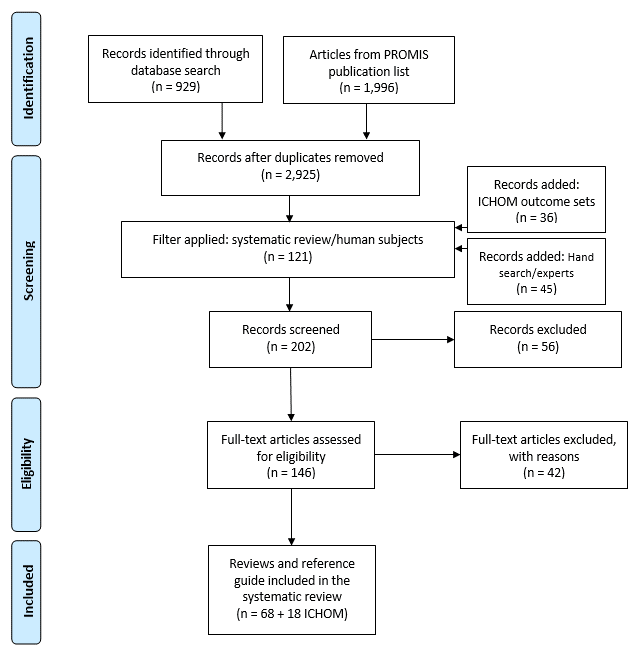 Identification
Records identified through
database search
(n = 929)
Articles from PROMIS
publication list
(n = 1,996)
Records after duplicates removed
(n = 2,925)
Screening
Records added:
ICHOM outcome sets
(n = 36)
Filter applied: systematic review/human subjects
(n = 121)
Records added: Hand
search/experts
(n = 45)
Records screened
(n = 202)
Records excluded
(n = 56)
Eligibility
Full-text articles assessed
for eligibility
(n = 146)
Full-text articles excluded,
with reasons
(n = 42)
Included
Reviews and reference
guide included in the
systematic review
(n = 68 + 18 ICHOM)